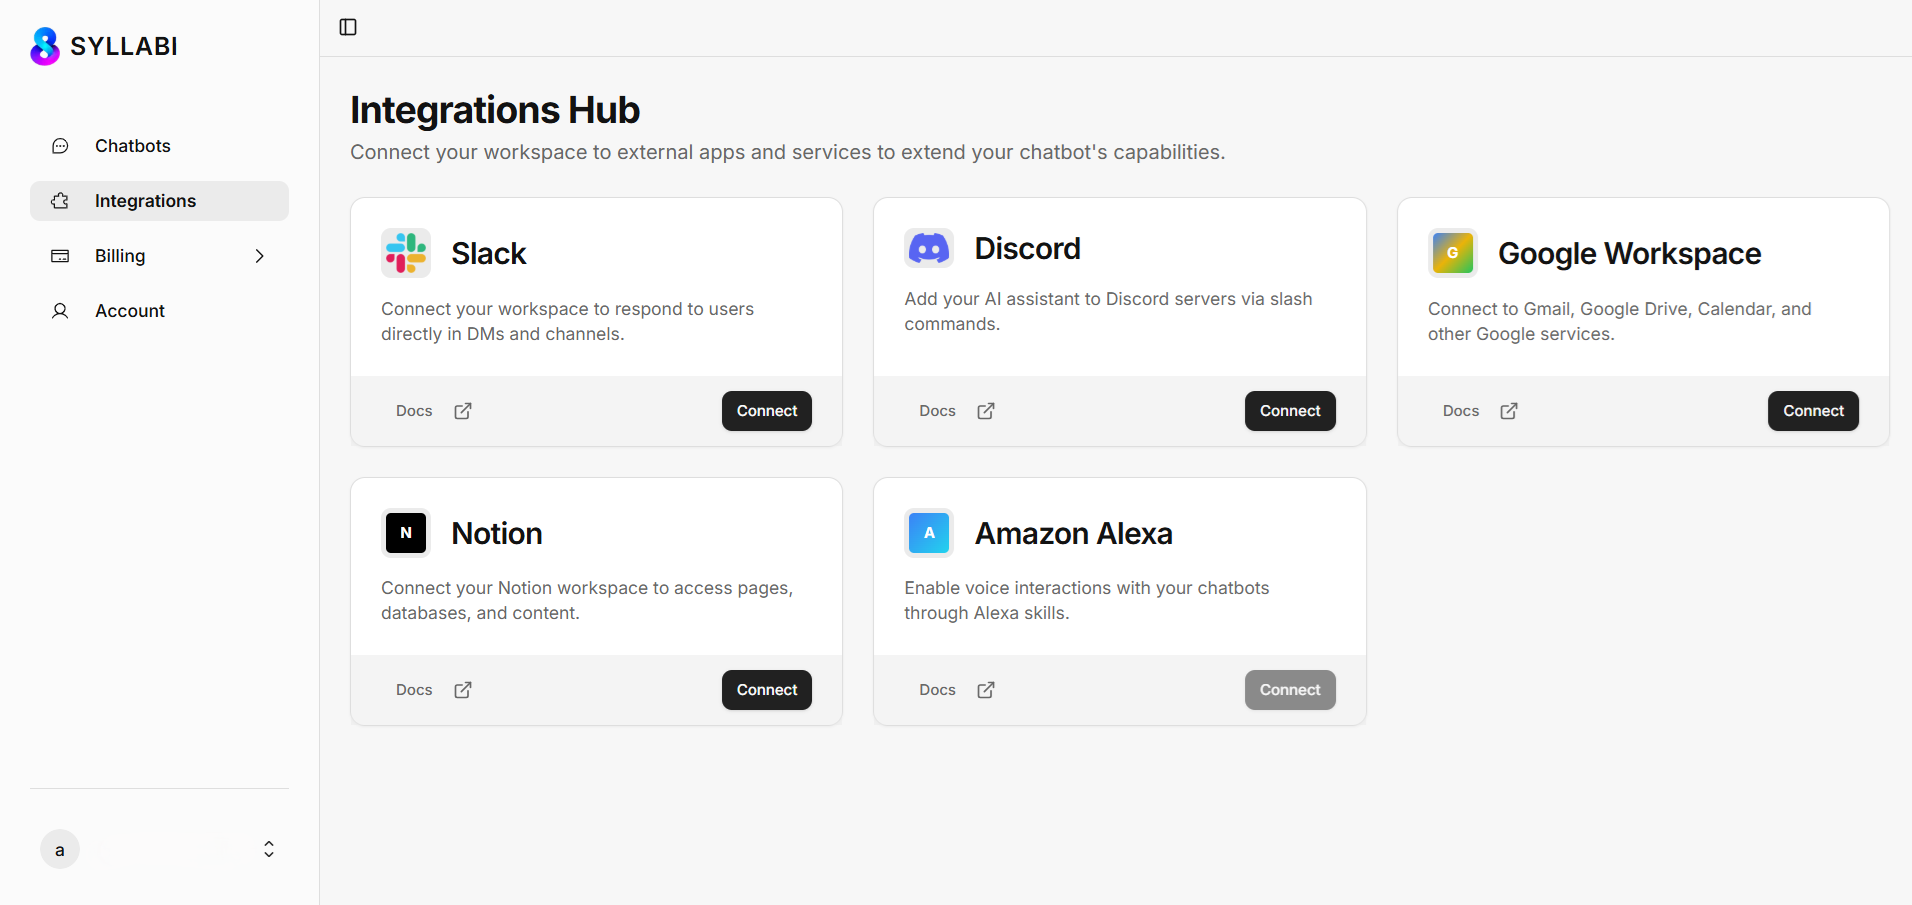 SYLLABI
Chatbots
Integrations
Billing
Account
a
Integrations Hub
Connect your workspace to external apps and services to extend your chatbot's capabilities.
Slack
Connect your workspace to respond to users
directly in DMs and channels.
Docs
Connect
Discord
Add your AI assistant to Discord servers via slash
commands.
Docs
Connect
G
Google Workspace
Connect to Gmail, Google Drive, Calendar, and
other Google services.
Docs
Connect
N
Notion
Connect your Notion workspace to access pages,
databases, and content.
Docs
Connect
A
Amazon Alexa
Enable voice interactions with your chatbots
through Alexa skills.
Docs
Connect